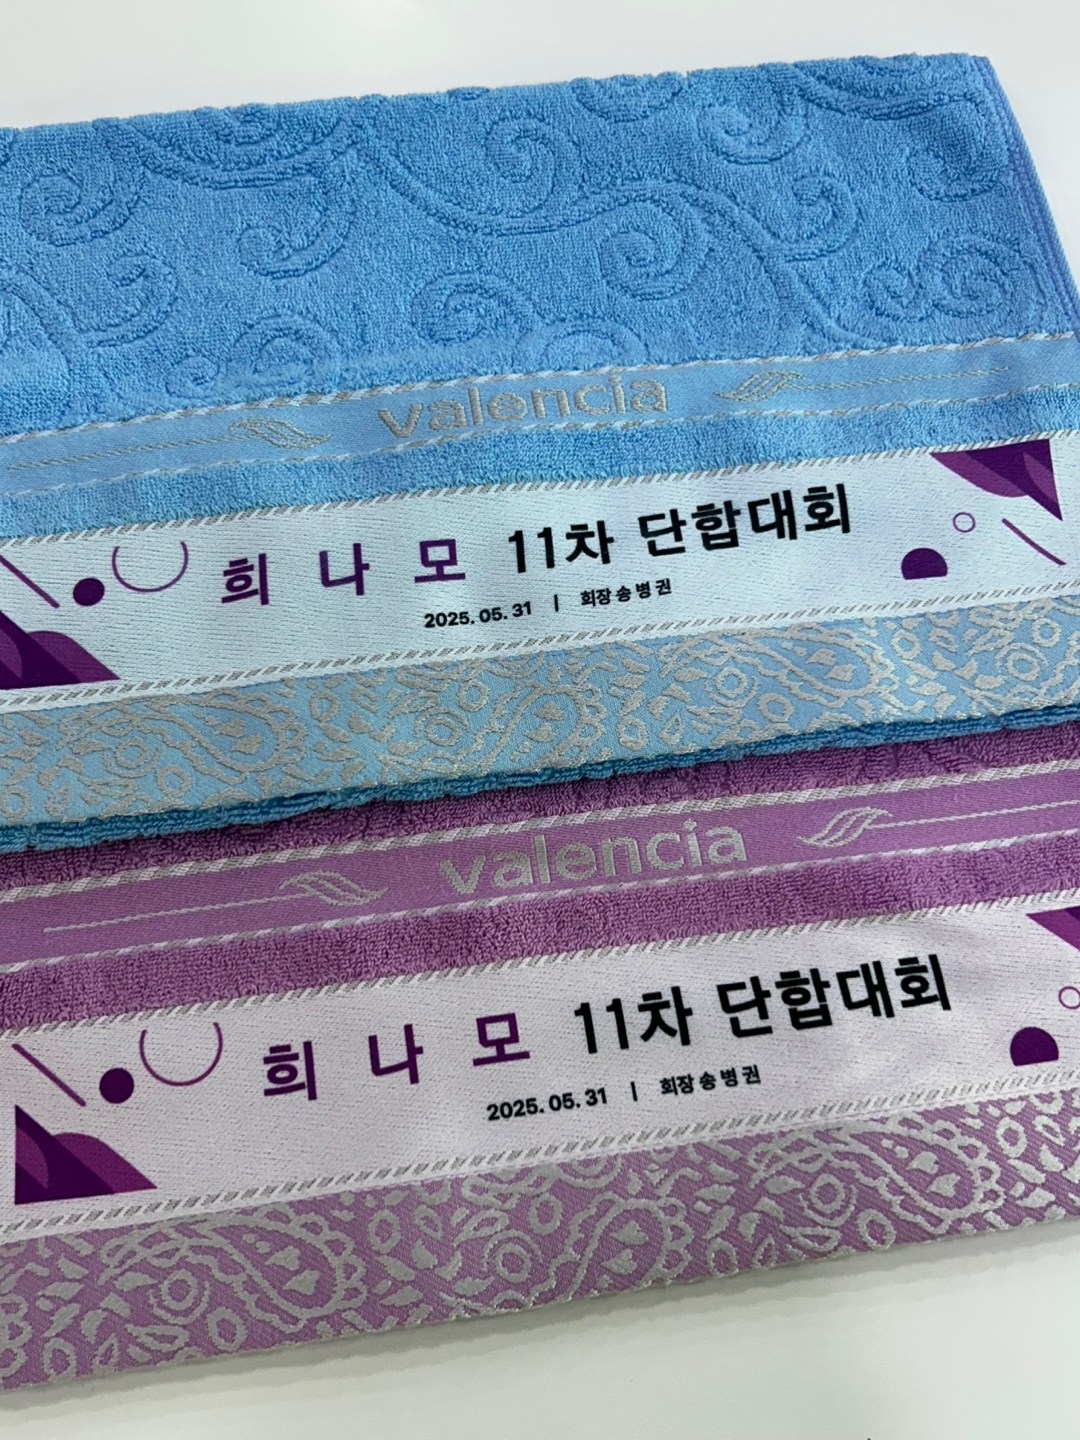 valencia
희 나 모 11차 단합대회
2025. 05. 31 | 회장 송병권
valencia
희 나 모 11차 단합대회
2025. 05. 31 | 회장 송병권